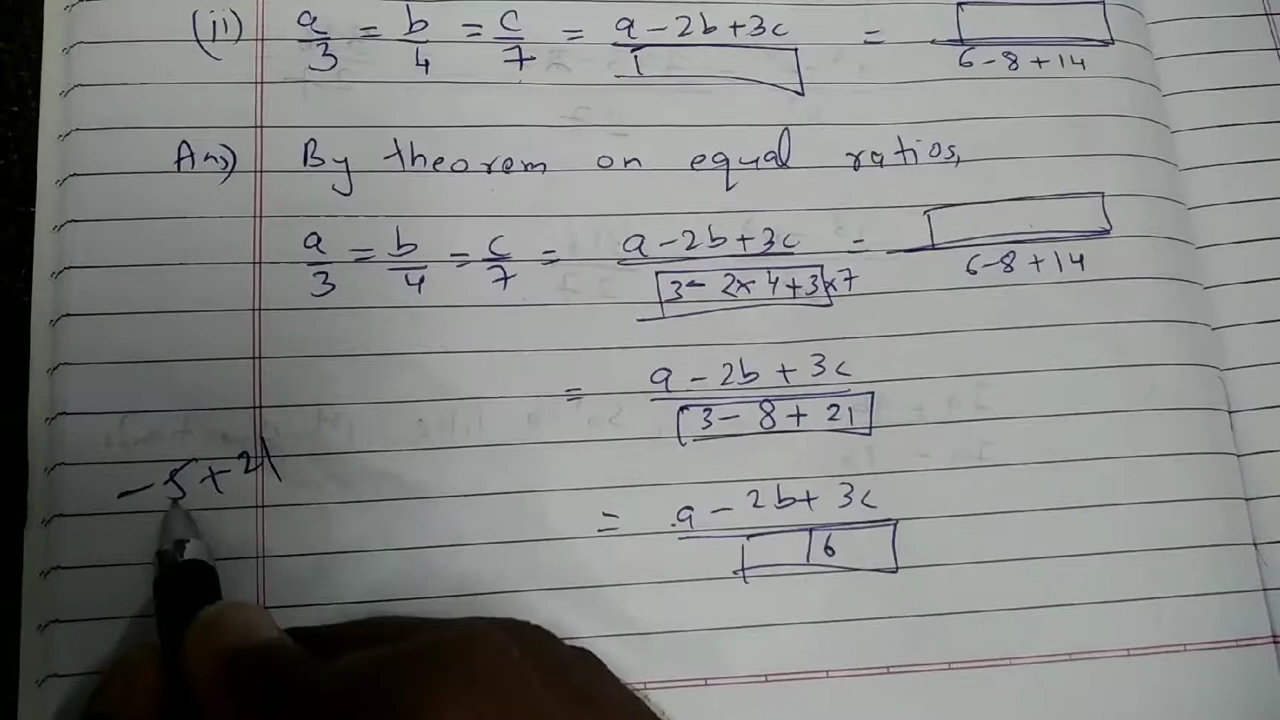 (ii) a/3 = b/4 = c/7 = a-2b+3c/▭ = ▭/6-8+14
Ans) By theorem on equal ratios,
a/3 = b/4 = c/7 = a-2b+3c/3-2×4+3×7 = ▭/6-8+14
= a-2b+3c/3-8+21
-5+21
= a-2b+3c/16